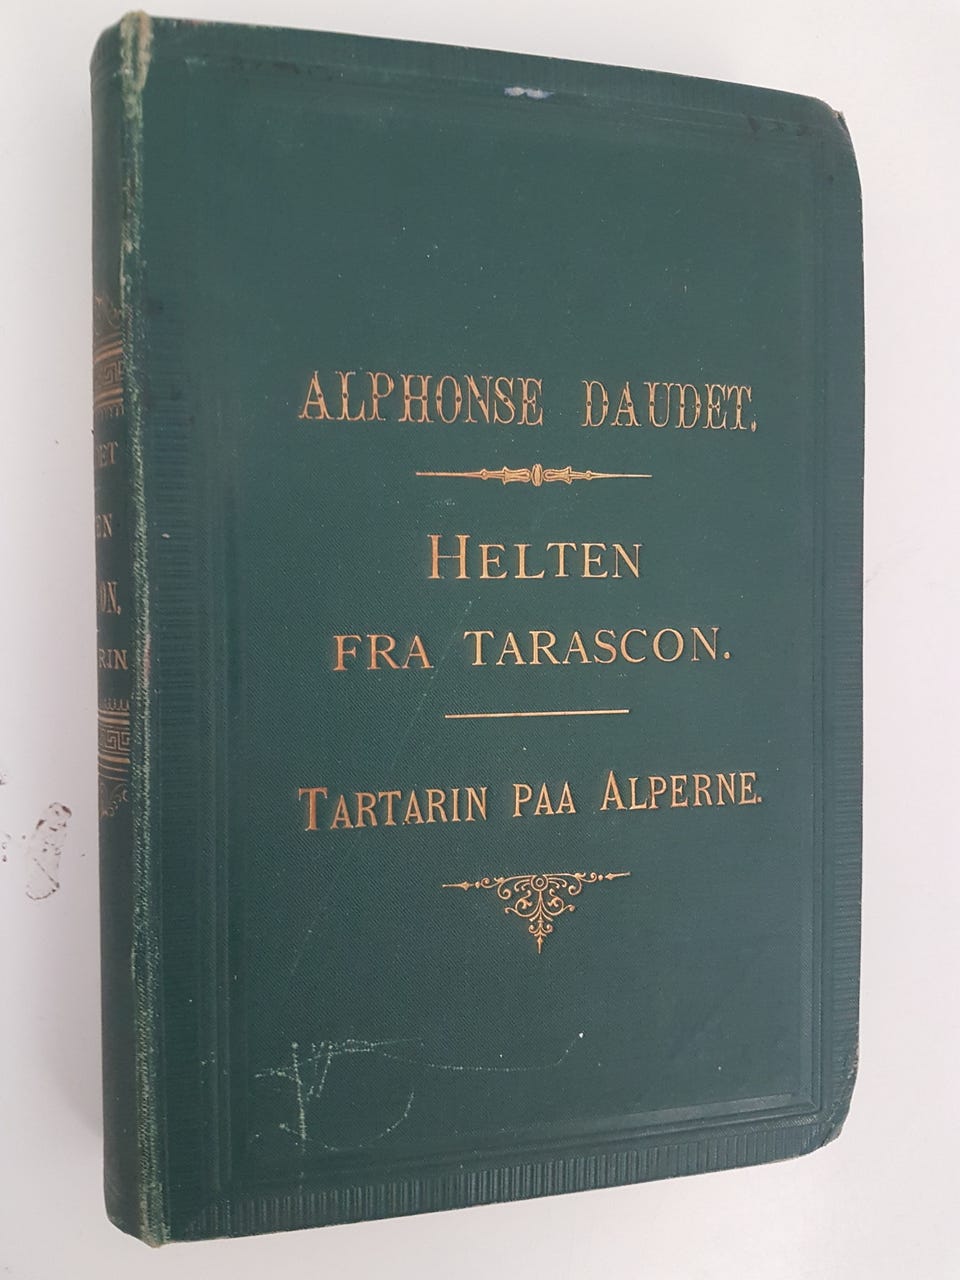 ALPHONSE DAUDET.
HELTEN
FRA TARASCON.
TARTARIN PAA ALPERNE.